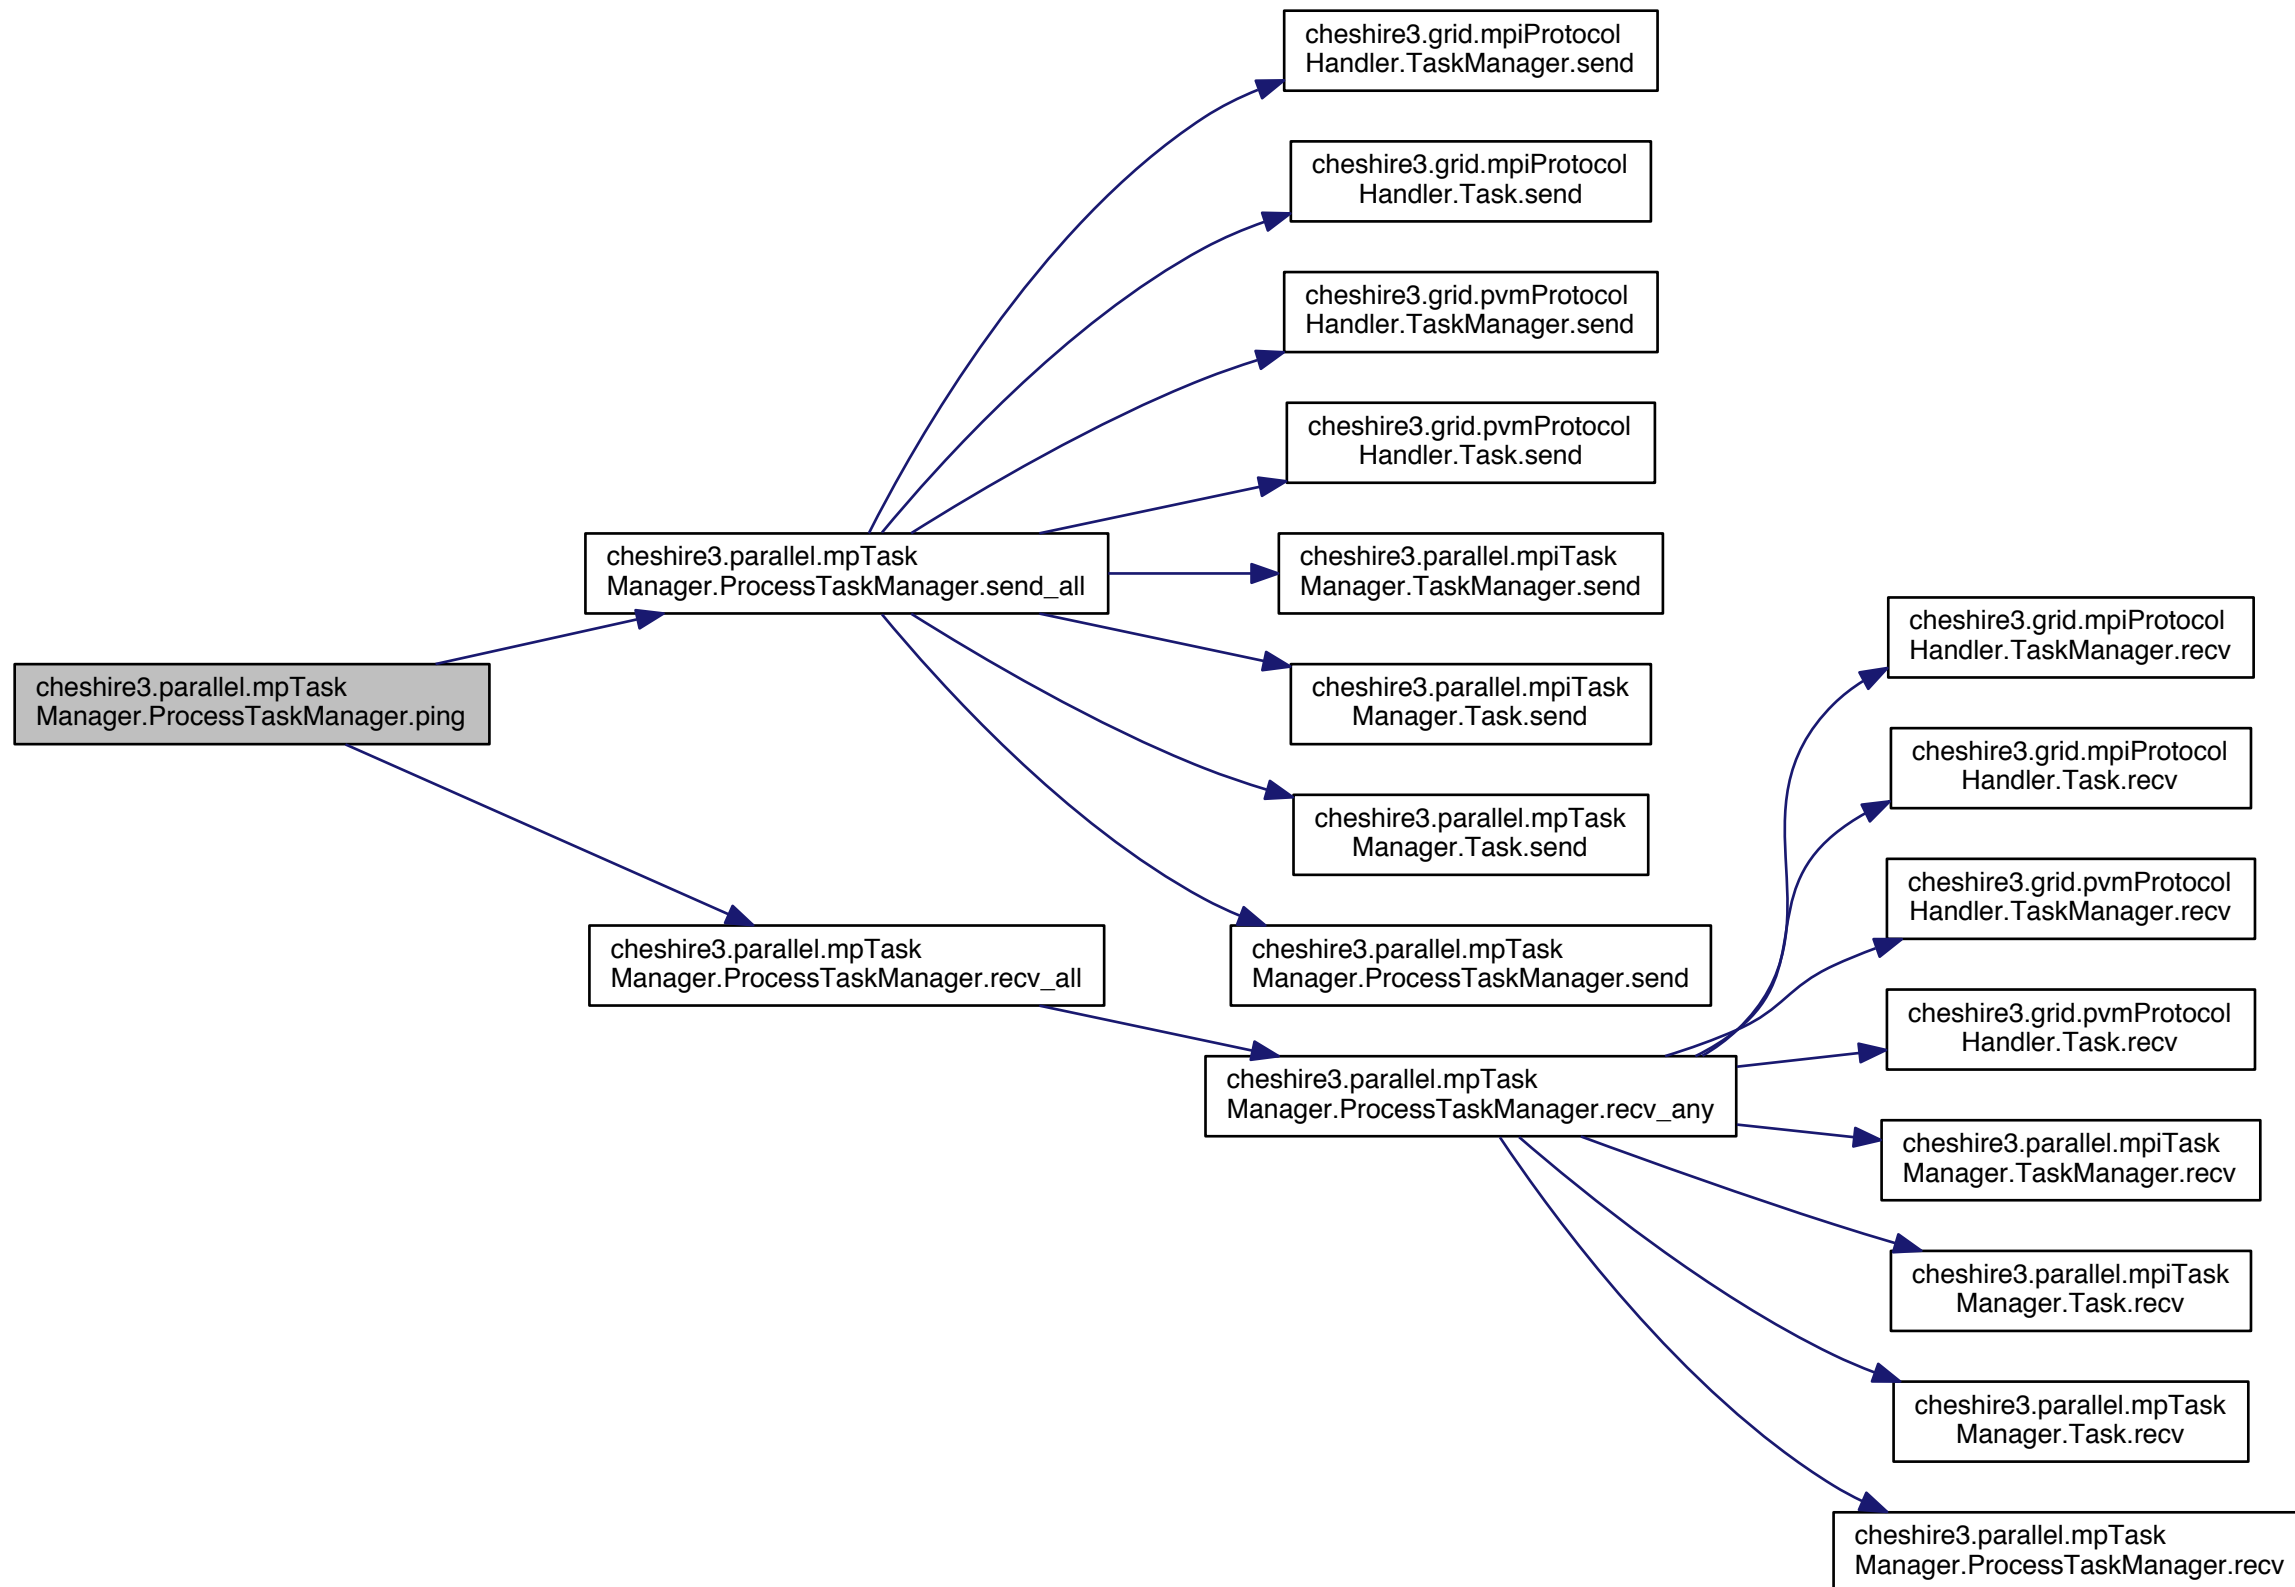 cheshire3.grid.mpiProtocol
Handler.TaskManager.send
cheshire3.grid.mpiProtocol
Handler.Task.send
cheshire3.grid.pvmProtocol
Handler.TaskManager.send
cheshire3.grid.pvmProtocol
Handler.Task.send
cheshire3.parallel.mpTask
Manager.ProcessTaskManager.send_all
cheshire3.parallel.mpiTask
Manager.TaskManager.send
cheshire3.parallel.mpTask
Manager.ProcessTaskManager.ping
cheshire3.parallel.mpiTask
Manager.Task.send
cheshire3.parallel.mpTask
Manager.Task.send
cheshire3.parallel.mpTask
Manager.ProcessTaskManager.recv_all
cheshire3.parallel.mpTask
Manager.ProcessTaskManager.send
cheshire3.parallel.mpTask
Manager.ProcessTaskManager.recv_any
cheshire3.grid.mpiProtocol
Handler.TaskManager.recv
cheshire3.grid.mpiProtocol
Handler.Task.recv
cheshire3.grid.pvmProtocol
Handler.TaskManager.recv
cheshire3.grid.pvmProtocol
Handler.Task.recv
cheshire3.parallel.mpiTask
Manager.TaskManager.recv
cheshire3.parallel.mpiTask
Manager.Task.recv
cheshire3.parallel.mpTask
Manager.Task.recv
cheshire3.parallel.mpTask
Manager.ProcessTaskManager.recv